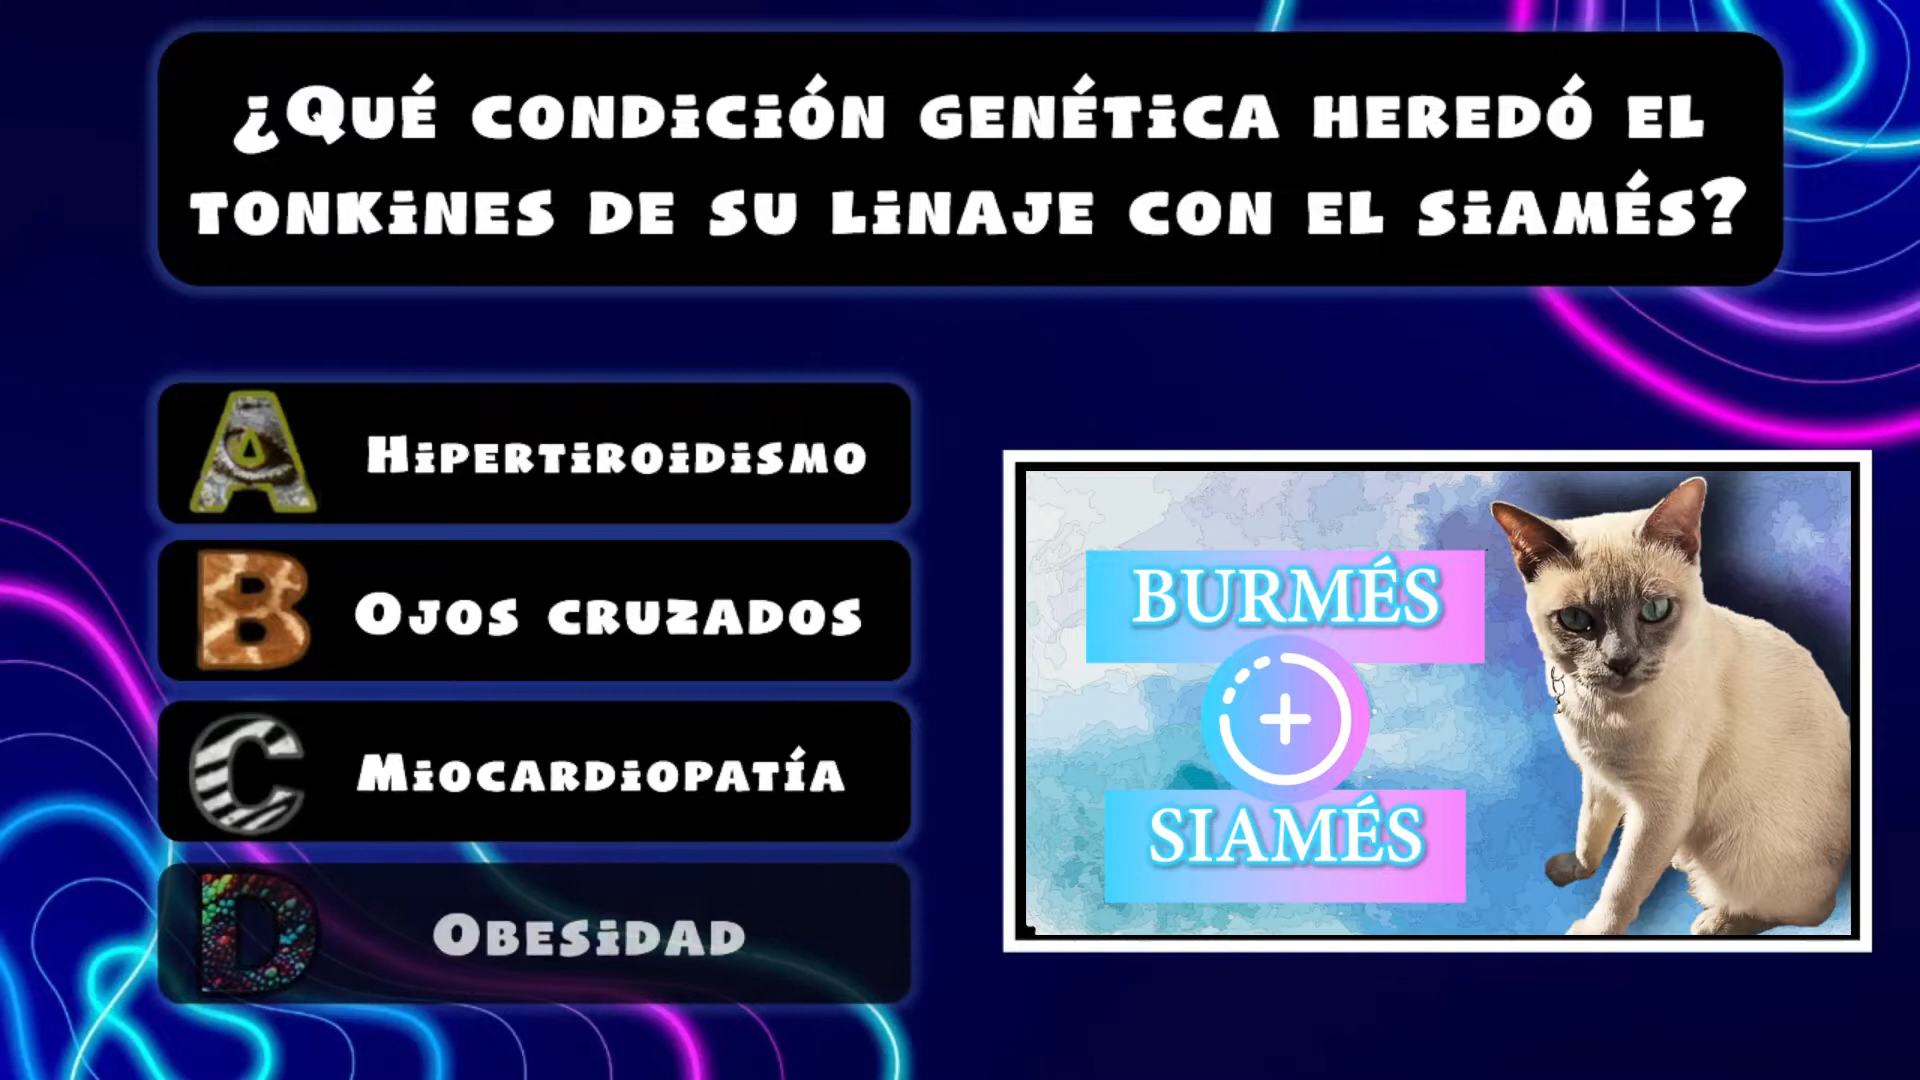 ¿Qué condición genética heredó el
tonkines de su linaje con el siamés?
A Hipertiroidismo
B Ojos cruzados
C Miocardiopatía
D Obesidad
BURMÉS
+
SIAMÉS